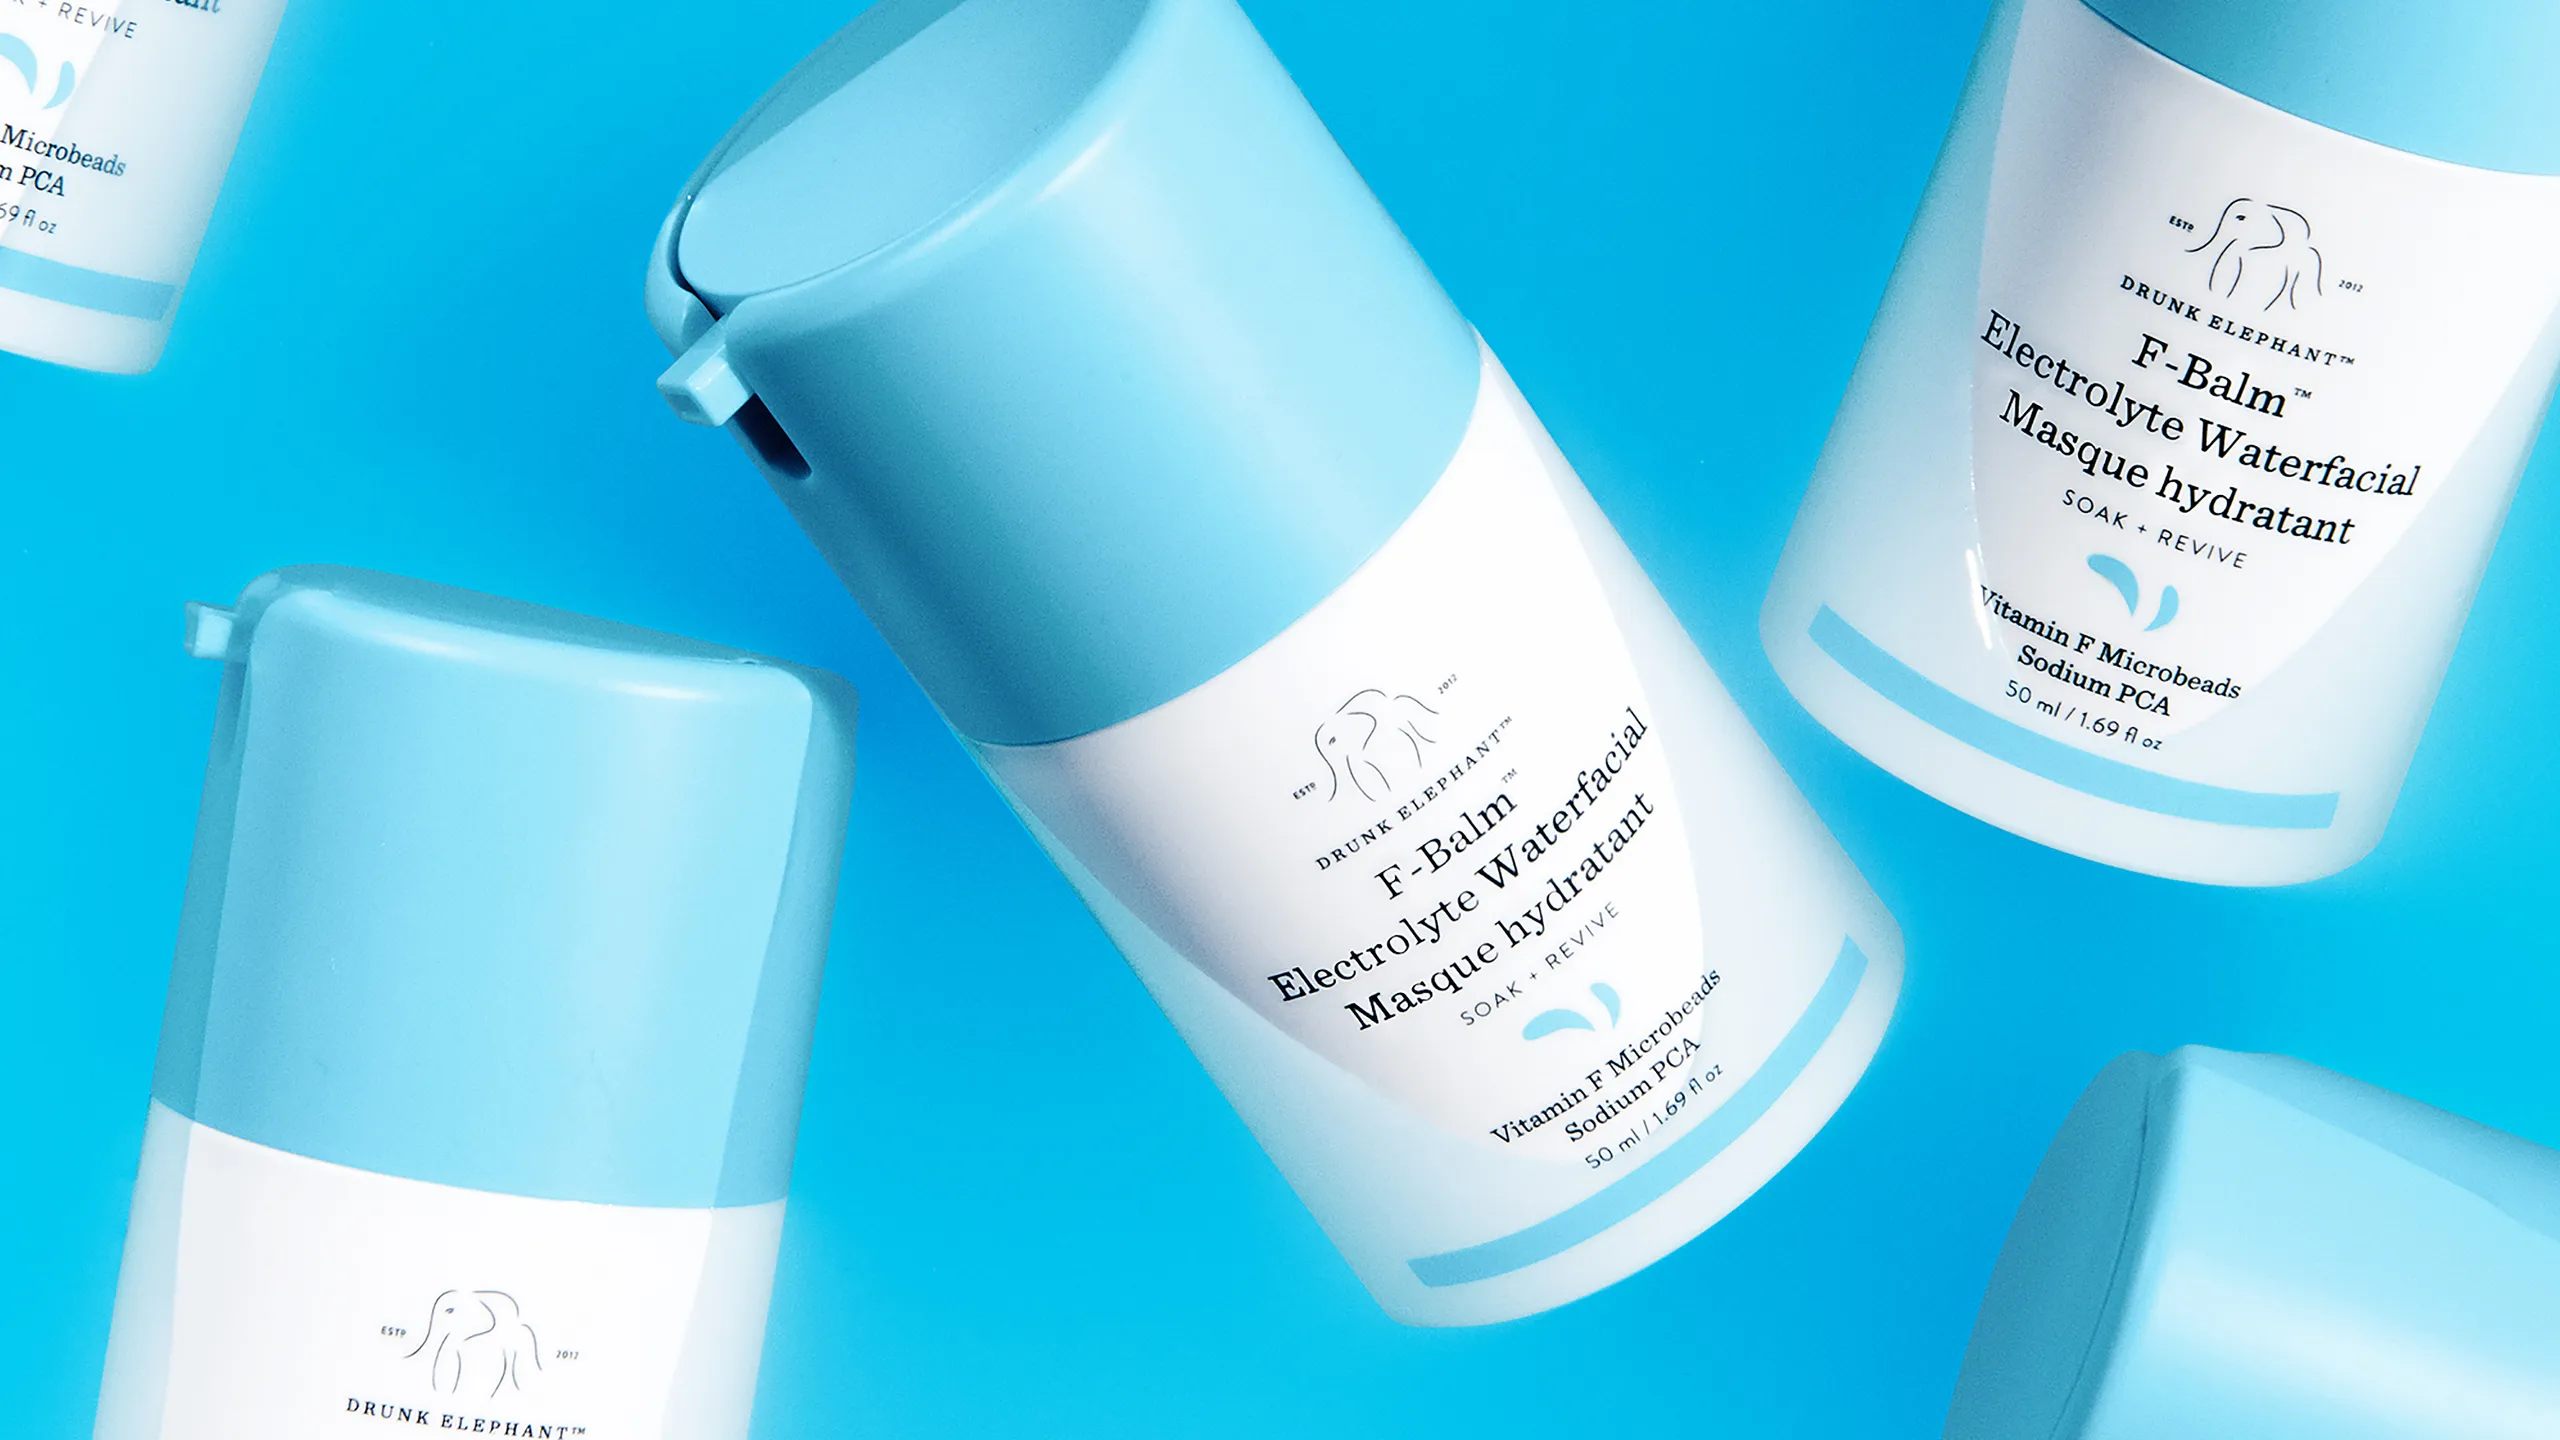 + REVIVE
Microbeads
PCA
fl oz
ESTD 2012
DRUNK ELEPHANT™
F-Balm™
Electrolyte Waterfacial
Masque hydratant
SOAK + REVIVE
Vitamin F Microbeads
Sodium PCA
50 ml / 1.69 fl oz
ESTD 2012
DRUNK ELEPHANT™
F-Balm™
Electrolyte Waterfacial
Masque hydratant
SOAK + REVIVE
Vitamin F Microbeads
Sodium PCA
50 ml / 1.69 fl oz
ESTD 2012
DRUNK ELEPHANT™